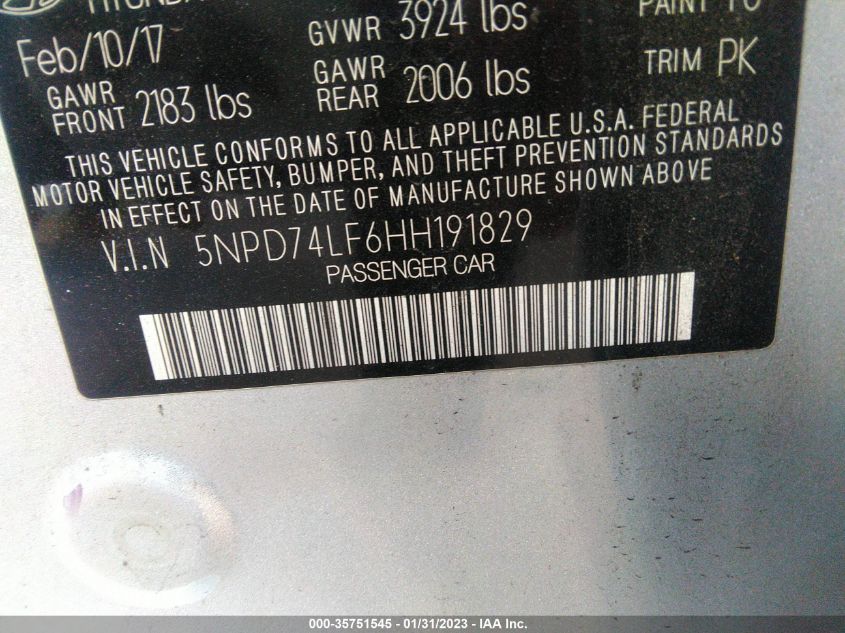 Feb/10/17 GVWR 3924 lbs PAINT
GAWR FRONT 2183 lbs GAWR REAR 2006 lbs TRIM PK
THIS VEHICLE CONFORMS TO ALL APPLICABLE U.S.A. FEDERAL
MOTOR VEHICLE SAFETY, BUMPER, AND THEFT PREVENTION STANDARDS
IN EFFECT ON THE DATE OF MANUFACTURE SHOWN ABOVE
V.I.N 5NPD74LF6HH191829
PASSENGER CAR
000-35751545 - 01/31/2023 - IAA Inc.